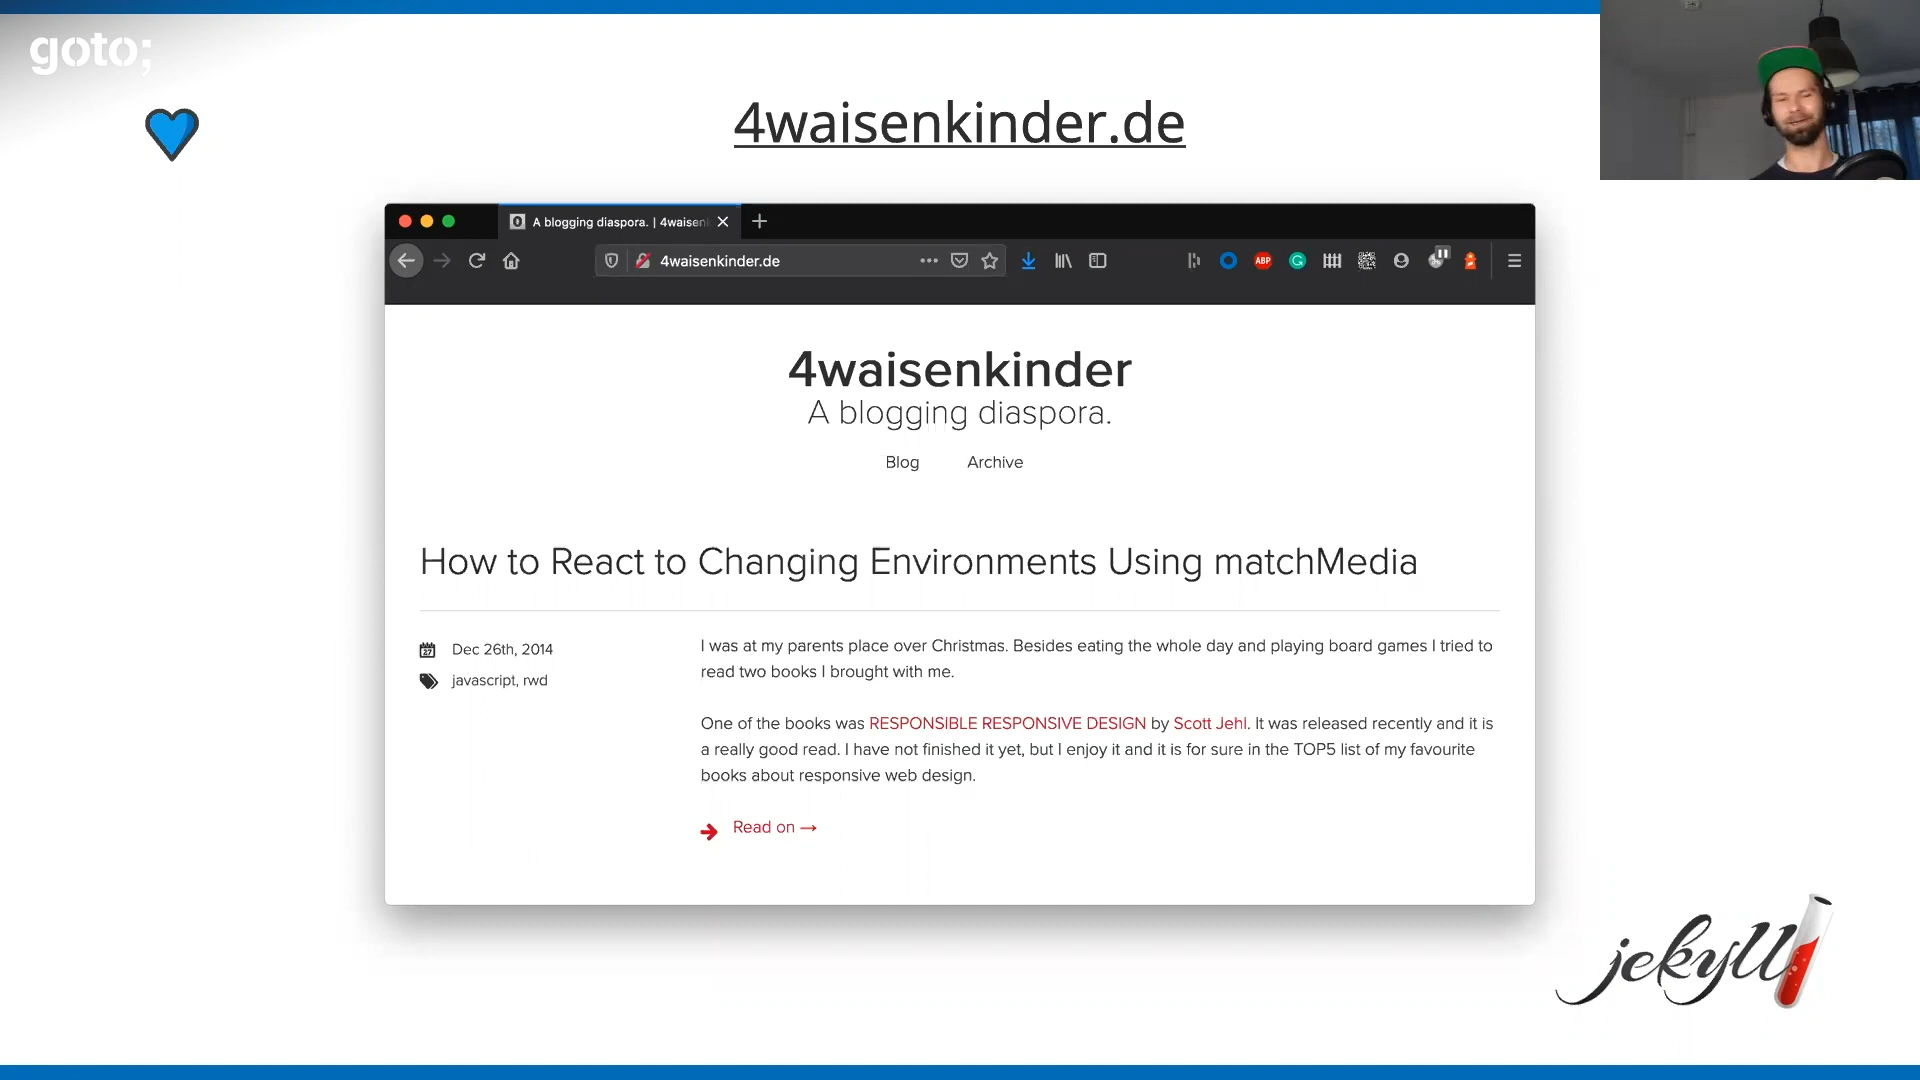 goto;
4waisenkinder.de
A blogging diaspora. | 4waisen
4waisenkinder.de
ABP
4waisenkinder
A blogging diaspora.
Blog
Archive
How to React to Changing Environments Using matchMedia
27
Dec 26th, 2014
javascript, rwd
I was at my parents place over Christmas. Besides eating the whole day and playing board games I tried to
read two books I brought with me.
One of the books was RESPONSIBLE RESPONSIVE DESIGN by Scott Jehl. It was released recently and it is
a really good read. I have not finished it yet, but I enjoy it and it is for sure in the TOP5 list of my favourite
books about responsive web design.
Read on →
jekyll